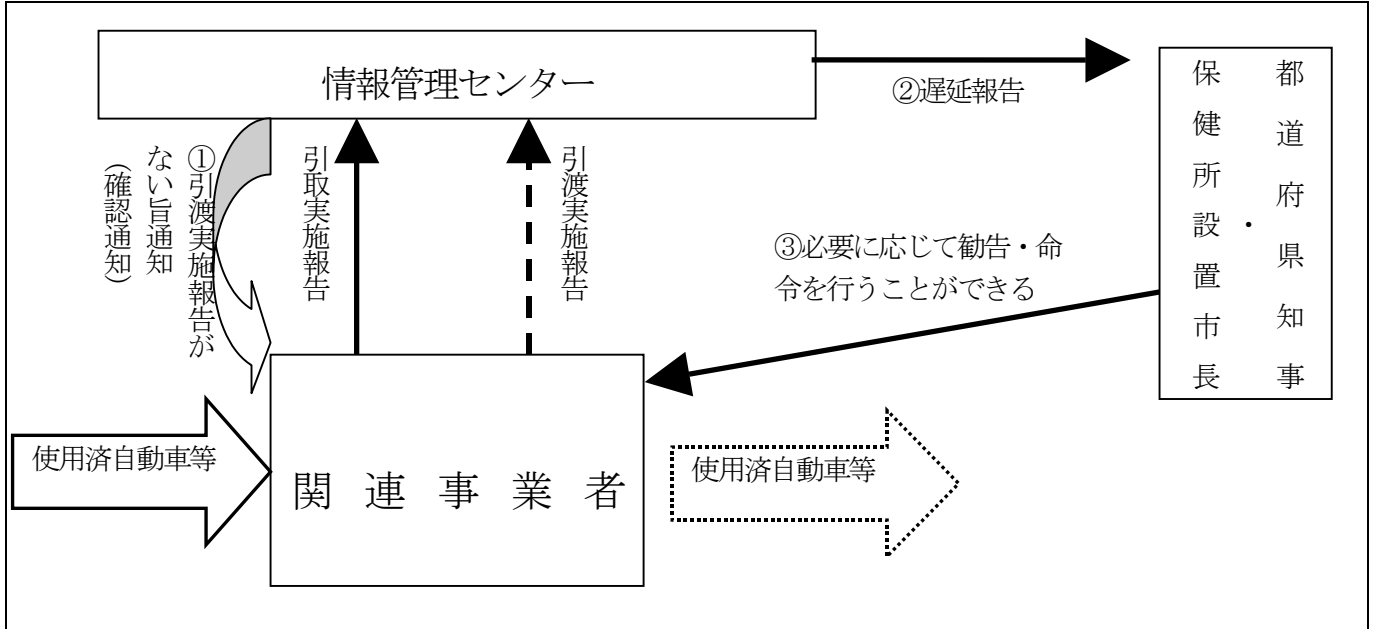 情報管理センター
②遅延報告
都道府県知事・
保健所設置市長
①引渡実施報告が
ない旨通知
（確認通知）
引取実施報告
引渡実施報告
③必要に応じて勧告・命
令を行うことができる
使用済自動車等
関連事業者
使用済自動車等